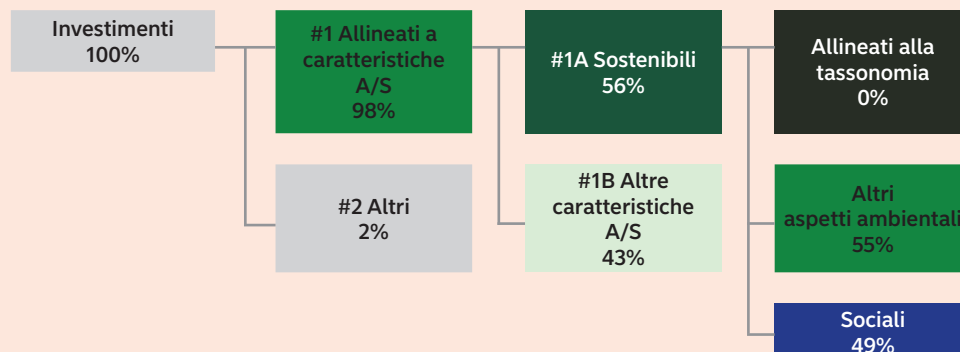 Investimenti
100%
#1 Allineati a
caratteristiche
A/S
98%
#1A Sostenibili
56%
Allineati alla
tassonomia
0%
#2 Altri
2%
#1B Altre
caratteristiche
A/S
43%
Altri
aspetti ambientali
55%
Sociali
49%